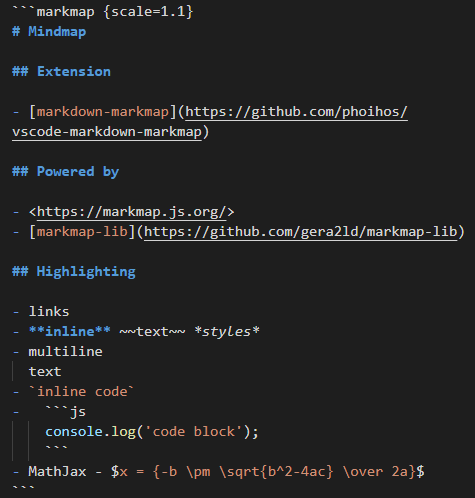 ```markmap {scale=1.1}
# Mindmap

## Extension

- [markdown-markmap](https://github.com/phoihos/
vscode-markdown-markmap)

## Powered by

- <https://markmap.js.org/>
- [markmap-lib](https://github.com/gera2ld/markmap-lib)

## Highlighting

- links
- **inline** ~~text~~ *styles*
- multiline
  text
- `inline code`
-   ```js
    console.log('code block');
    ```
- MathJax - $x = {-b \pm \sqrt{b^2-4ac} \over 2a}$
```